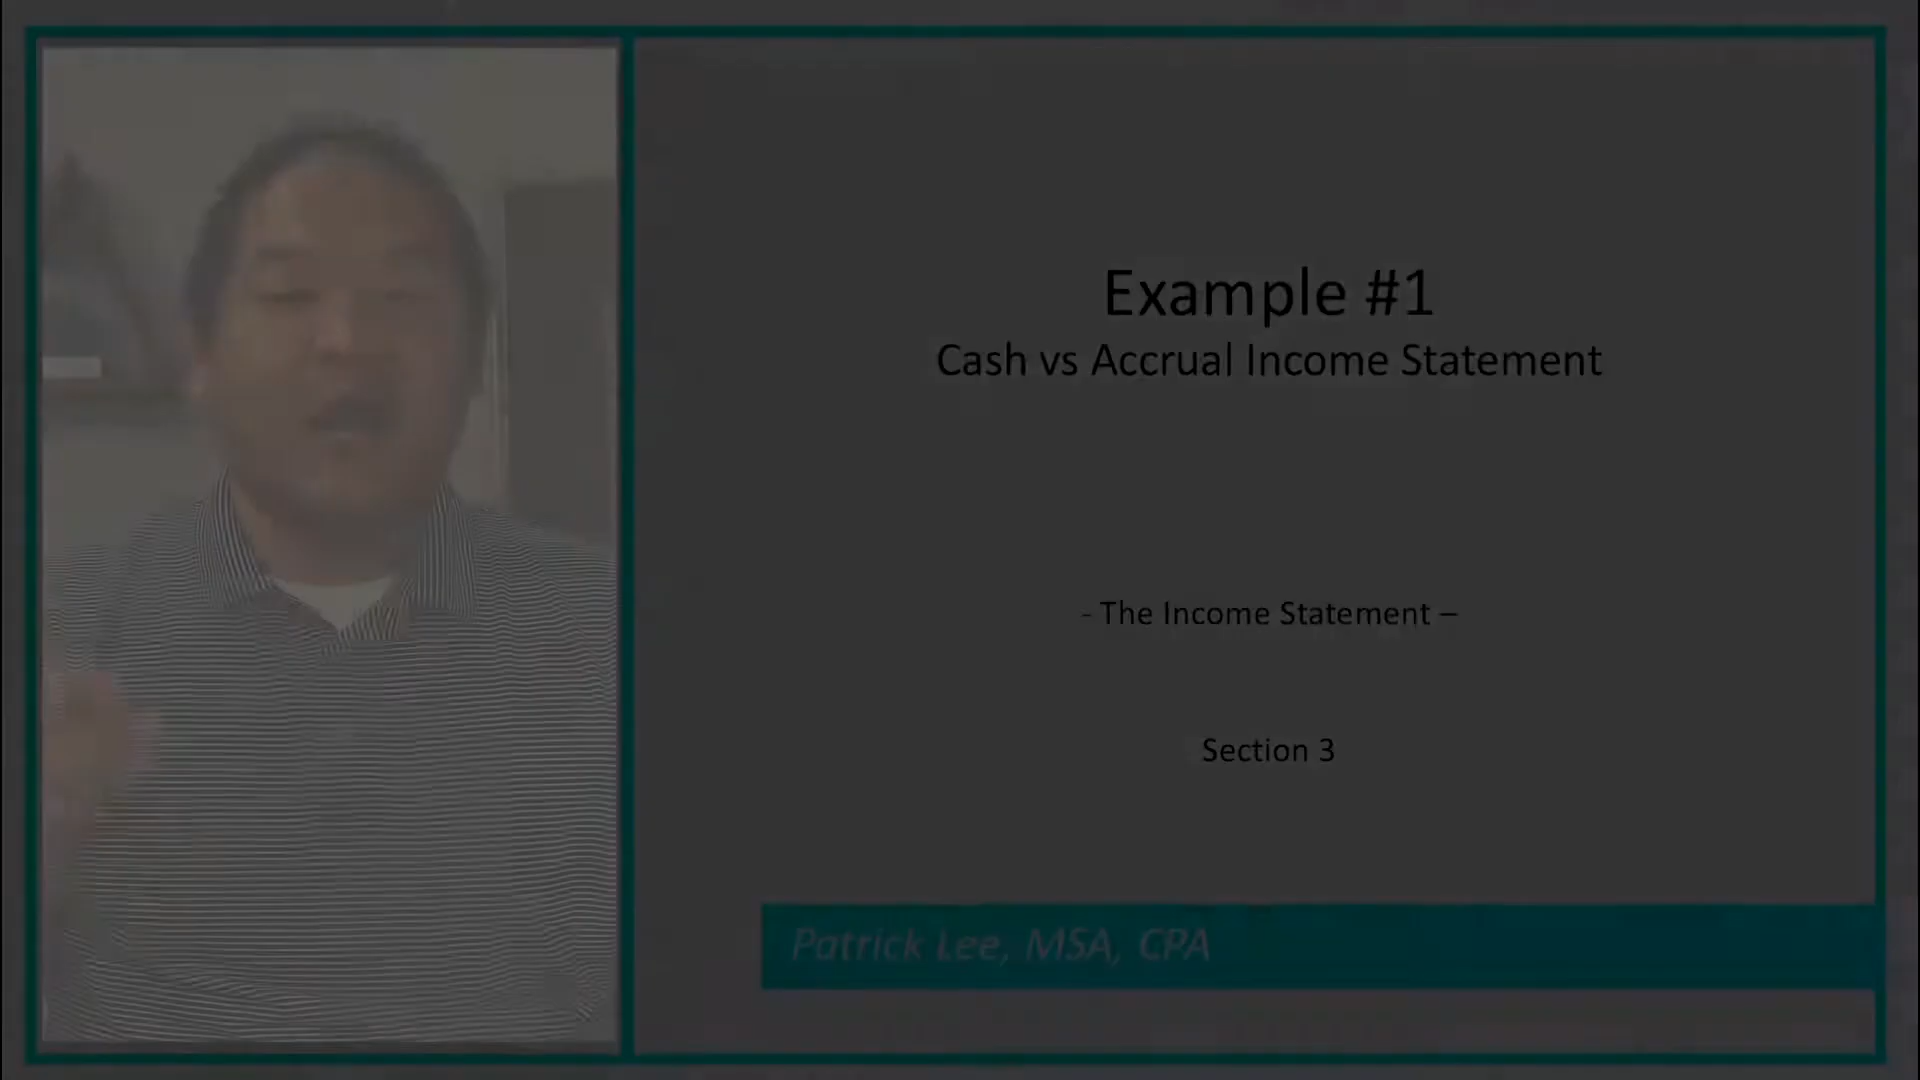 Example #1
Cash vs Accrual Income Statement
- The Income Statement –
Section 3
Patrick Lee, MSA, CPA